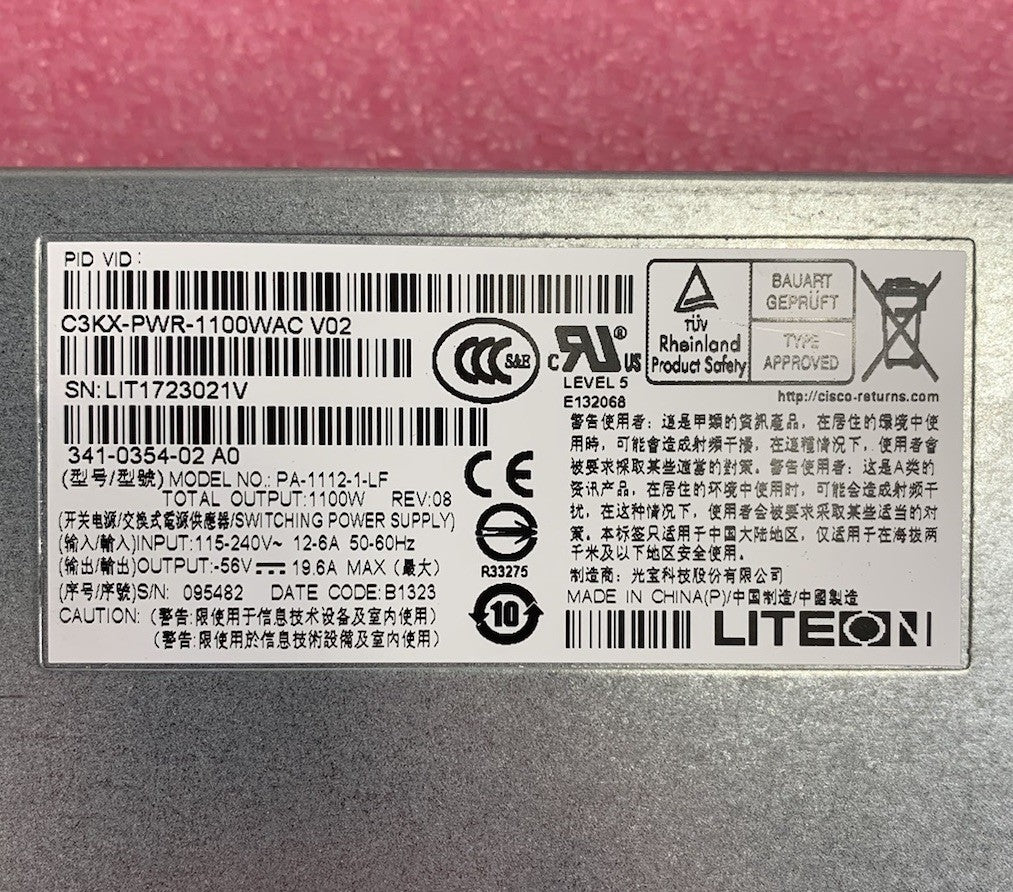 PID VID:
C3KX-PWR-1100WAC V02
SN: LIT1723021V
341-0354-02 A0
(型号/型號) MODEL NO.: PA-1112-1-LF
TOTAL OUTPUT:1100W REV:08
(开关电源/交换式電源供應器/SWITCHING POWER SUPPLY)
(输入/輸入)INPUT:115-240V~ 12-6A 50-60Hz
(输出/輸出)OUTPUT:-56V⎓ 19.6A MAX (最大)
(序号/序號)S/N: 095482 DATE CODE:B1323
CAUTION: (警告:限使用于信息技术设备及室内使用)
(警告:限使用於信息技術設備及室内使用)
CCC S&E
CE
R33275
10
c RU ® US
LEVEL 5
E132068
TÜV
Rheinland
Product Safety
BAUART
GEPRÜFT
TYPE
APPROVED
http://cisco-returns.com
警告使用者: 這是甲類的資訊產品, 在居住的環境中使
用時, 可能會造成射頻干擾, 在這種情況下, 使用者會
被要求採取某些適當的對策。警告使用者: 这是A类的
资讯产品, 在居住的环境中使用时, 可能会造成射频干
扰, 在这种情况下, 使用者会被要求采取某些适当的对
策。本标签只适用于中国大陆地区, 仅适用于在海拔两
千米及以下地区安全使用。
制造商: 光宝科技股份有限公司
MADE IN CHINA(P)/中国制造/中國製造
LITEON